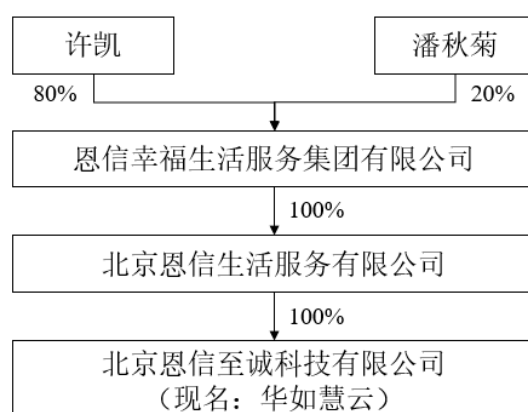 许凯
潘秋菊
80%
20%
恩信幸福生活服务集团有限公司
100%
北京恩信生活服务有限公司
100%
北京恩信至诚科技有限公司
（现名：华如慧云）